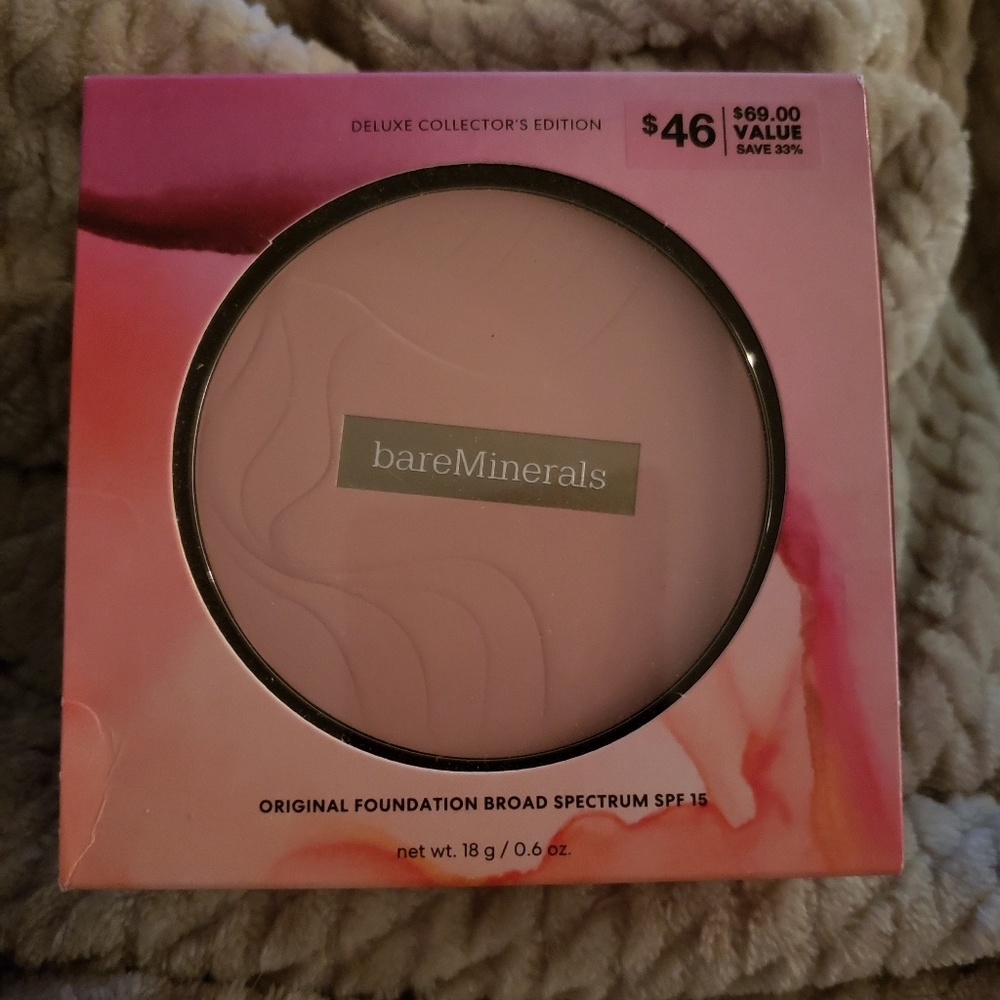 DELUXE COLLECTOR'S EDITION
$46
$69.00
VALUE
SAVE 33%
bareMinerals
ORIGINAL FOUNDATION BROAD SPECTRUM SPF 15
net wt. 18 g / 0.6 oz.